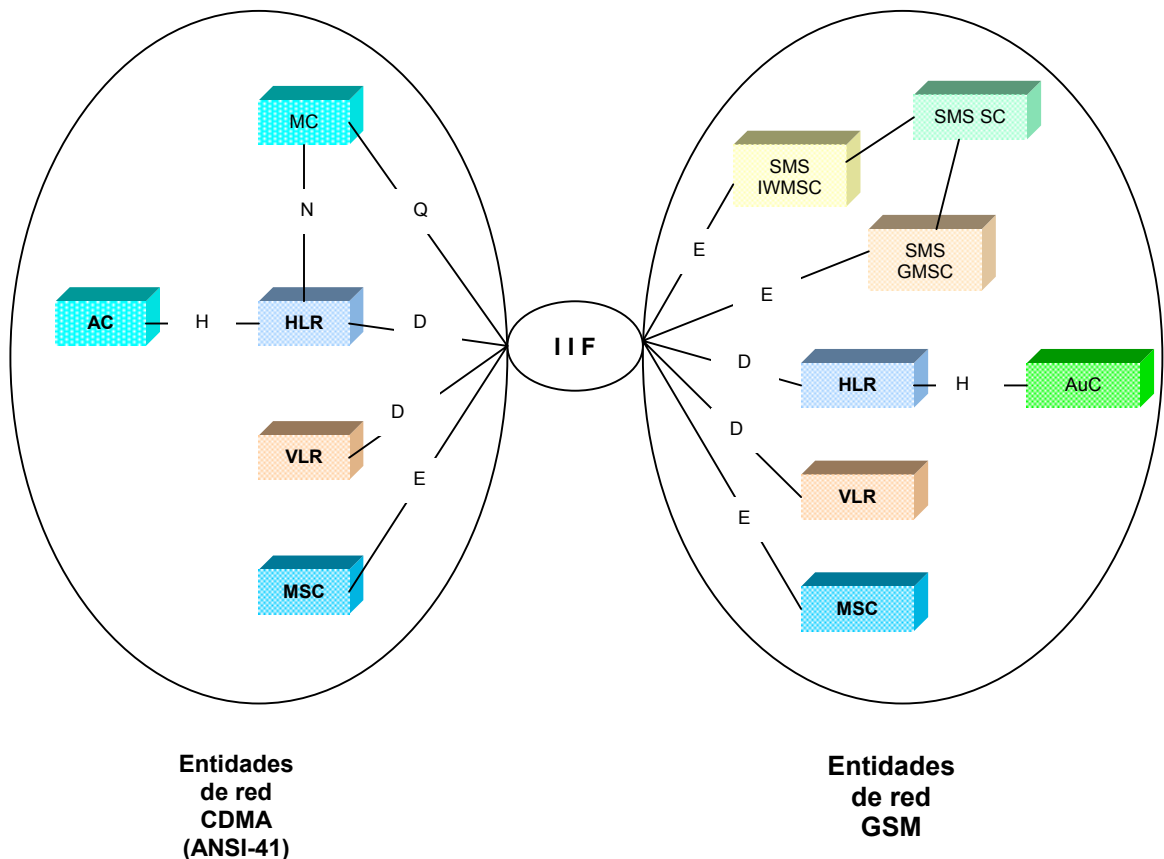 MC
SMS SC
SMS
IWMSC
N
Q
E
SMS
GMSC
E
AC
H
HLR
D
I I F
D
HLR
H
AuC
D
D
VLR
E
VLR
E
MSC
MSC
Entidades
de red
CDMA
(ANSI-41)
Entidades
de red
GSM